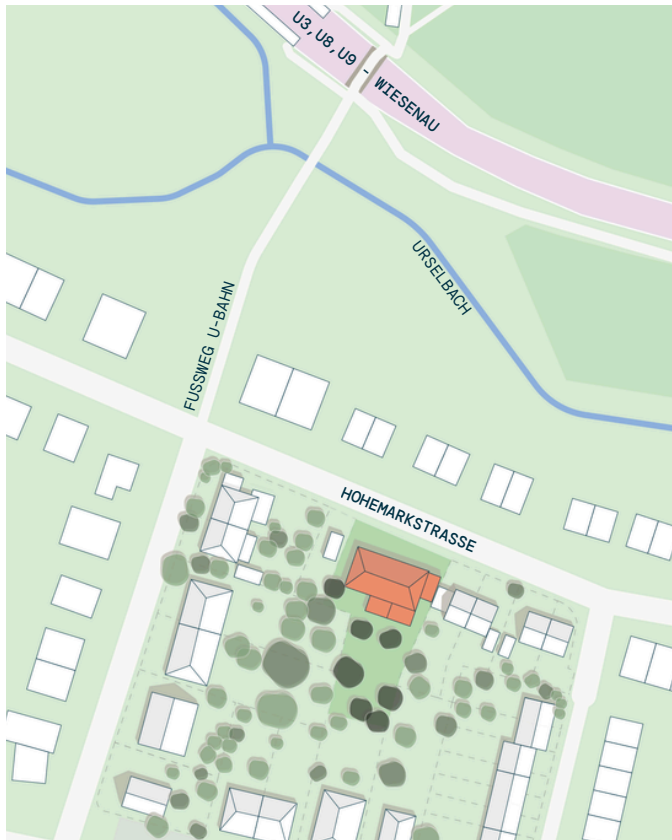 U3, U8, U9 - WIESENAU
URSELBACH
FUSSWEG U-BAHN
HOHEMARKSTRASSE